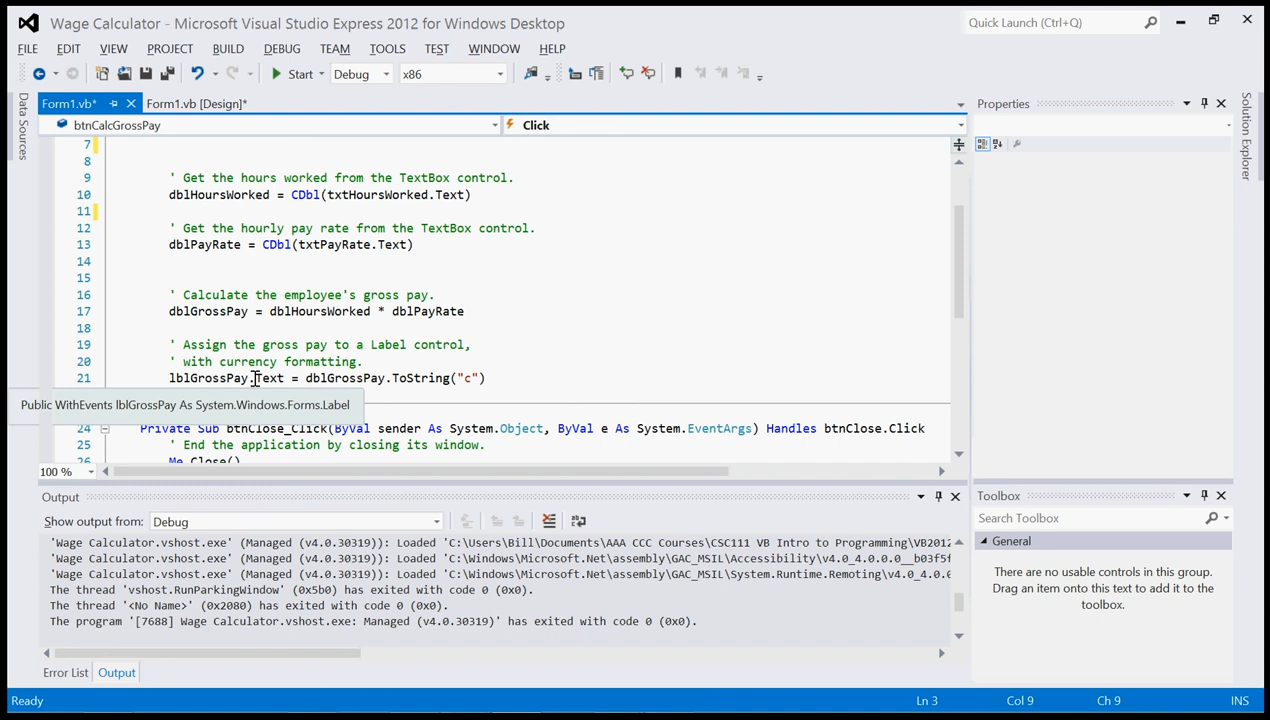 Wage Calculator - Microsoft Visual Studio Express 2012 for Windows Desktop
Quick Launch (Ctrl+Q)
FILE EDIT VIEW PROJECT BUILD DEBUG TEAM TOOLS TEST WINDOW HELP
Start Debug x86
Data Sources
Form1.vb* Form1.vb [Design]*
btnCalcGrossPay Click
7
8
9 ' Get the hours worked from the TextBox control.
10 dblHoursWorked = CDbl(txtHoursWorked.Text)
11
12 ' Get the hourly pay rate from the TextBox control.
13 dblPayRate = CDbl(txtPayRate.Text)
14
15
16 ' Calculate the employee's gross pay.
17 dblGrossPay = dblHoursWorked * dblPayRate
18
19 ' Assign the gross pay to a Label control,
20 ' with currency formatting.
21 lblGrossPay.Text = dblGrossPay.ToString("c")
Public WithEvents lblGrossPay As System.Windows.Forms.Label
24 Private Sub btnClose_Click(ByVal sender As System.Object, ByVal e As System.EventArgs) Handles btnClose.Click
25 ' End the application by closing its window.
26 Me.Close()
100 %
Properties
Solution Explorer
Output
Show output from: Debug
'Wage Calculator.vshost.exe' (Managed (v4.0.30319)): Loaded 'C:\Users\Bill\Documents\AAA CCC Courses\CSC111 VB Intro to Programming\VB2012
'Wage Calculator.vshost.exe' (Managed (v4.0.30319)): Loaded 'C:\Windows\Microsoft.Net\assembly\GAC_MSIL\Accessibility\v4.0_4.0.0.0__b03f5f
'Wage Calculator.vshost.exe' (Managed (v4.0.30319)): Loaded 'C:\Windows\Microsoft.Net\assembly\GAC_MSIL\System.Runtime.Remoting\v4.0_4.0.0
The thread 'vshost.RunParkingWindow' (0x5b0) has exited with code 0 (0x0).
The thread '<No Name>' (0x2080) has exited with code 0 (0x0).
The program '[7688] Wage Calculator.vshost.exe: Managed (v4.0.30319)' has exited with code 0 (0x0).
Error List Output
Toolbox
Search Toolbox
General
There are no usable controls in this group.
Drag an item onto this text to add it to the
toolbox.
Ready Ln 3 Col 9 Ch 9 INS